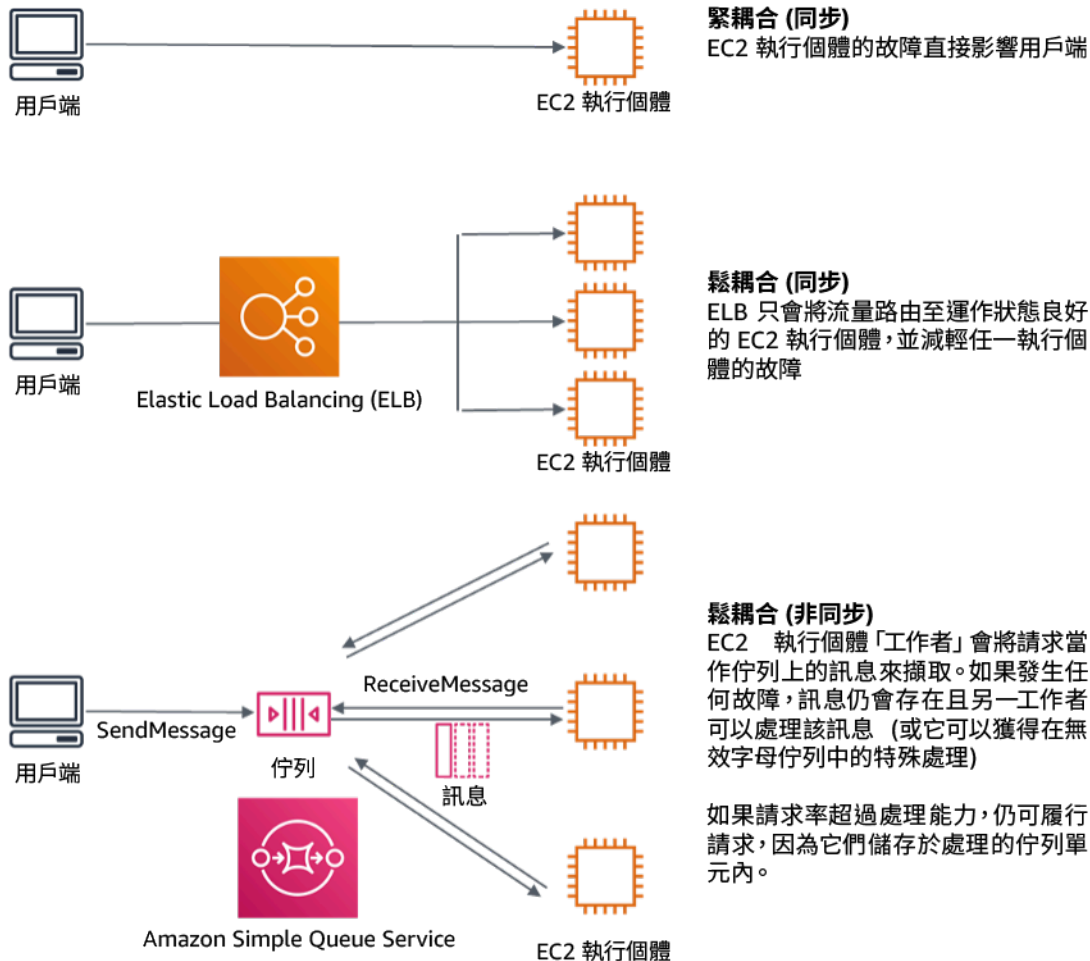 緊耦合 (同步)
EC2 執行個體的故障直接影響用戶端
用戶端
EC2 執行個體
鬆耦合 (同步)
ELB 只會將流量路由至運作狀態良好
的 EC2 執行個體，並減輕任一執行個
體的故障
用戶端
Elastic Load Balancing (ELB)
EC2 執行個體
鬆耦合 (非同步)
EC2 執行個體「工作者」會將請求當
作佇列上的訊息來擷取。如果發生任
何故障，訊息仍會存在且另一工作者
可以處理該訊息 (或它可以獲得在無
效字母佇列中的特殊處理)
如果請求率超過處理能力，仍可履行
請求，因為它們儲存於處理的佇列單
元內。
用戶端
SendMessage
佇列
ReceiveMessage
訊息
Amazon Simple Queue Service
EC2 執行個體